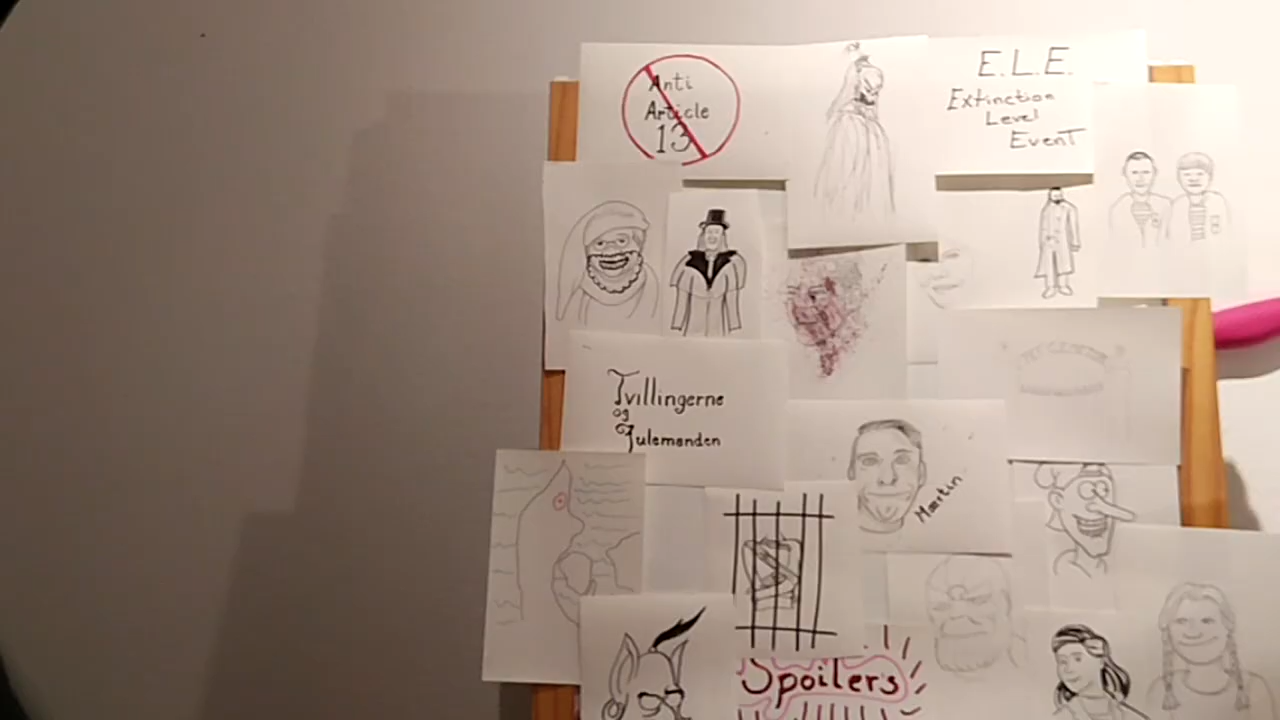 Anti
Article
13
E.L.E.
Extinction
Level
Event
Tvillingerne
og
Julemanden
Martin
Spoilers